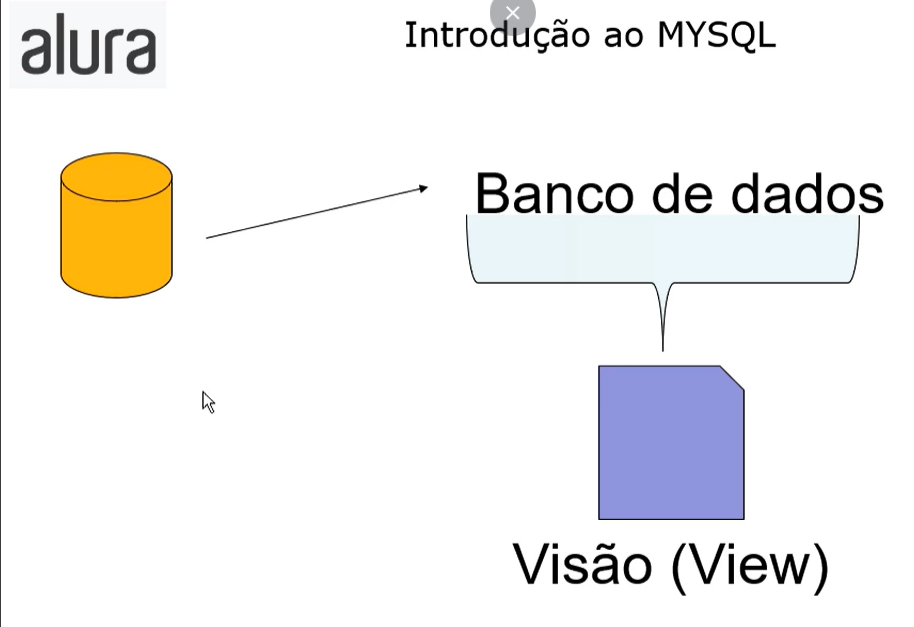 alura
Introdução ao MYSQL
Banco de dados
Visão (View)